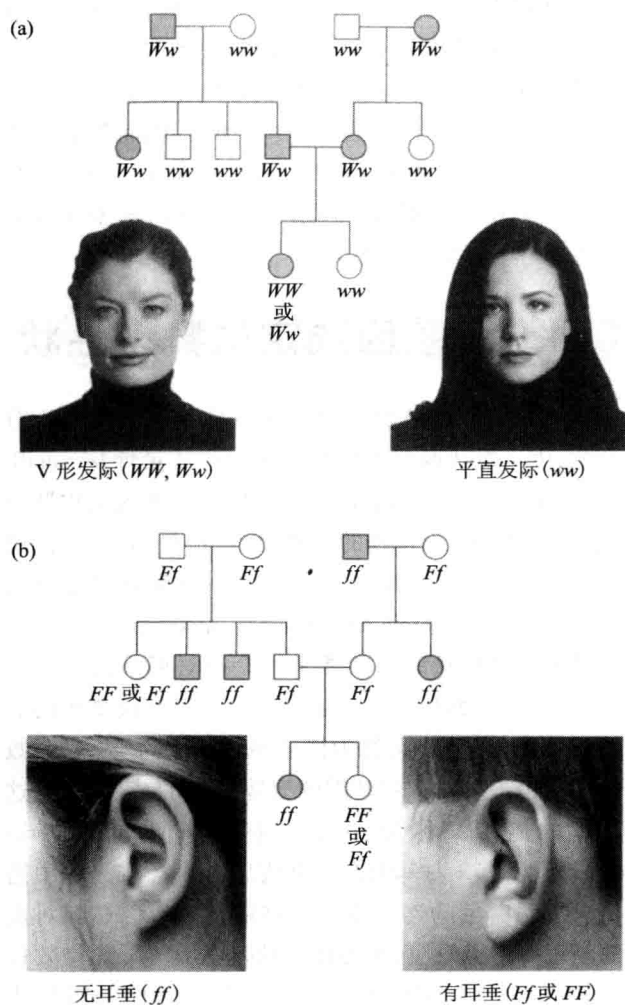 (a)
Ww ww ww Ww
Ww ww ww Ww Ww ww
WW ww
或
Ww
V 形发际(WW, Ww) 平直发际(ww)
(b)
Ff Ff ff Ff
FF 或 Ff ff ff Ff Ff ff
ff FF
或
Ff
无耳垂(ff) 有耳垂(Ff 或 FF)